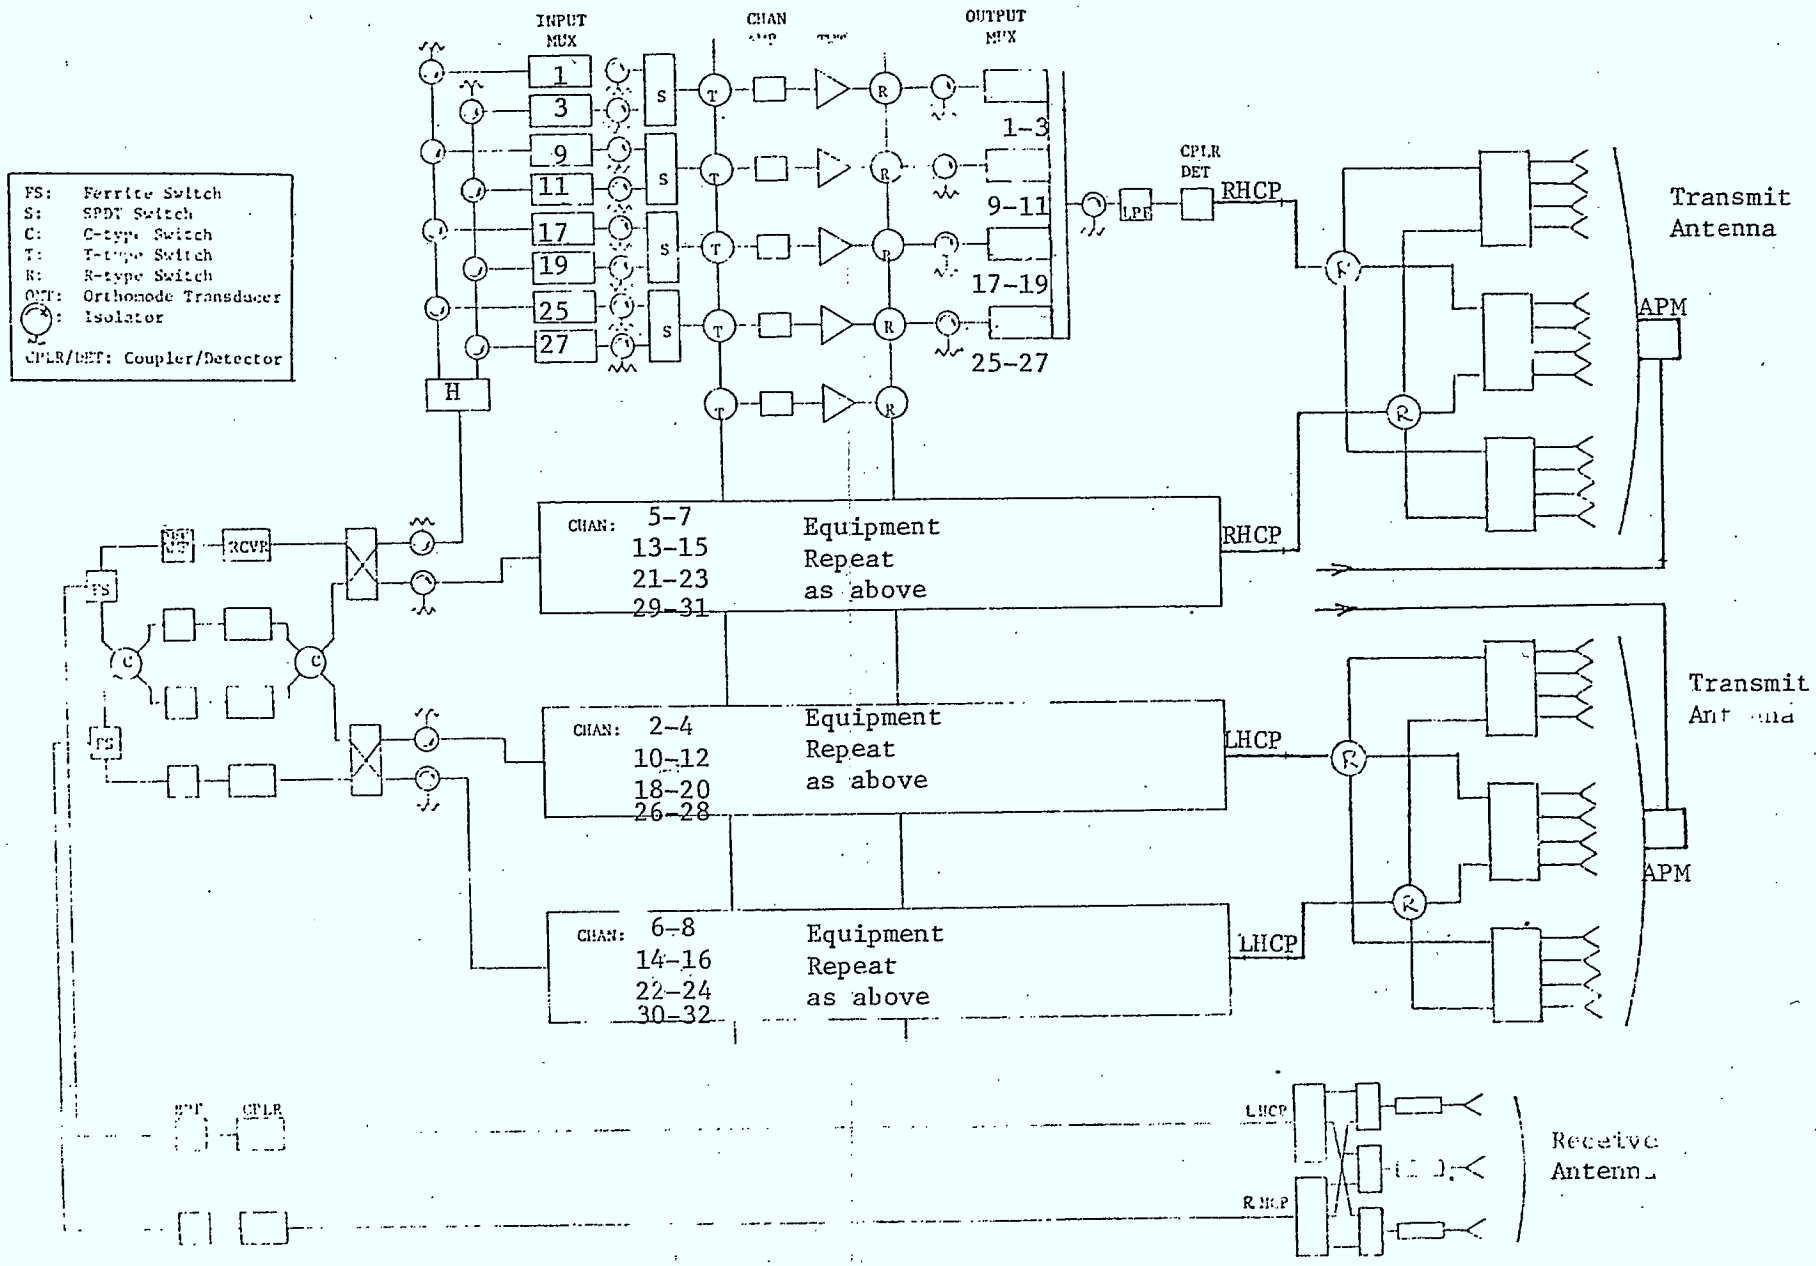 INPUT
MUX
CHAN
OUTPUT
MUX
1
3
9
11
17
19
25
27
S
S
S
S
T
T
T
T
T
R
R
R
R
R
1-3
9-11
17-19
25-27
H
CPLR
DET
LPF
RHCP
R
R
Transmit
Antenna
APM
FS: Ferrite Switch
S: SPDT Switch
C: C-type Switch
T: T-type Switch
R: R-type Switch
OMT: Orthomode Transducer
: Isolator
CPLR/DET: Coupler/Detector
RCVR
FS
C
C
FS
CHAN: 5-7
13-15
21-23
29-31
Equipment
Repeat
as above
RHCP
CHAN: 2-4
10-12
18-20
26-28
Equipment
Repeat
as above
LHCP
R
R
Transmit
APM
CHAN: 6-8
14-16
22-24
30-32
Equipment
Repeat
as above
LHCP
CPLR
LHCP
RHCP
Receive